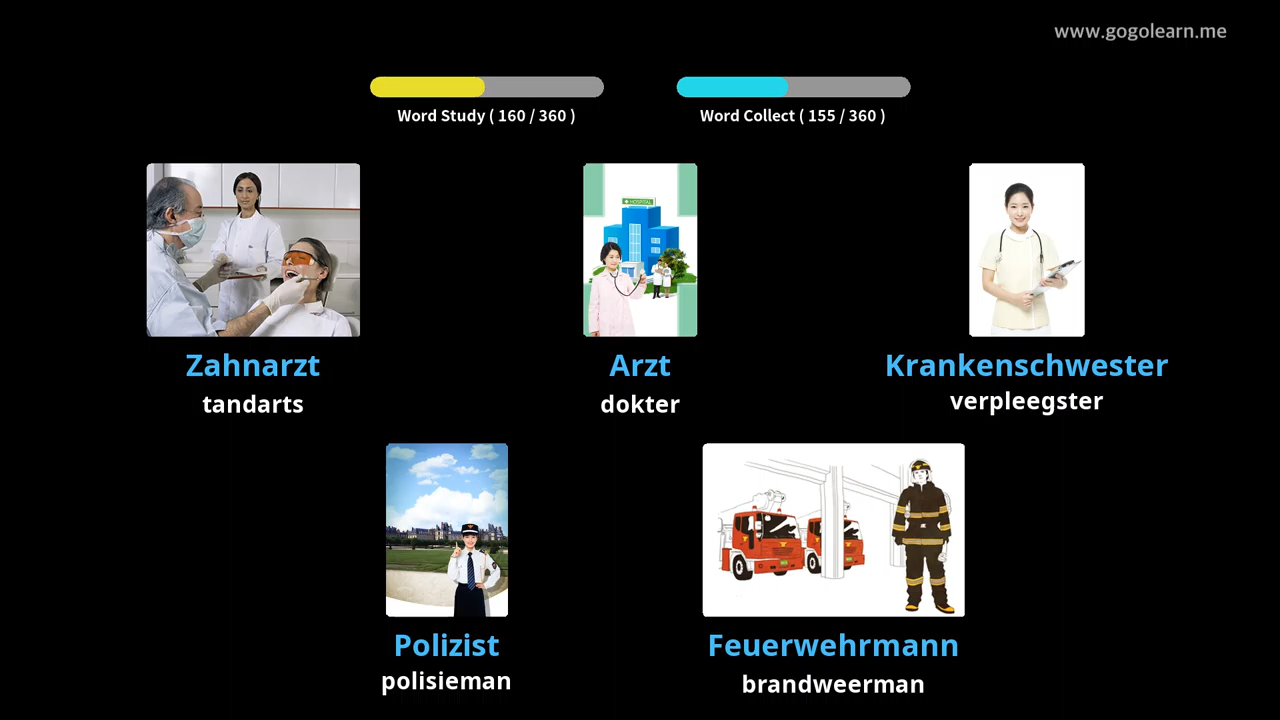 www.gogolearn.me
Word Study ( 160 / 360 )
Word Collect ( 155 / 360 )
HOSPITAL
Zahnarzt
tandarts
Arzt
dokter
Krankenschwester
verpleegster
Polizist
polisieman
Feuerwehrmann
brandweerman